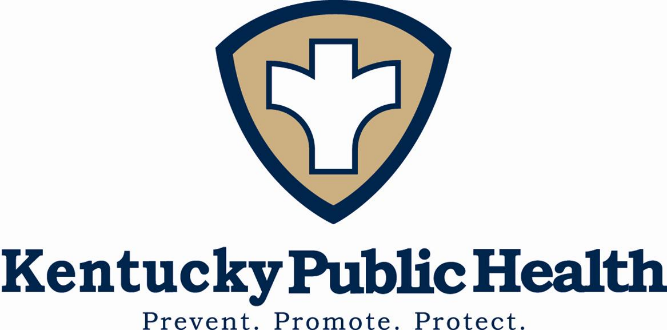 Kentucky Public Health
Prevent. Promote. Protect.